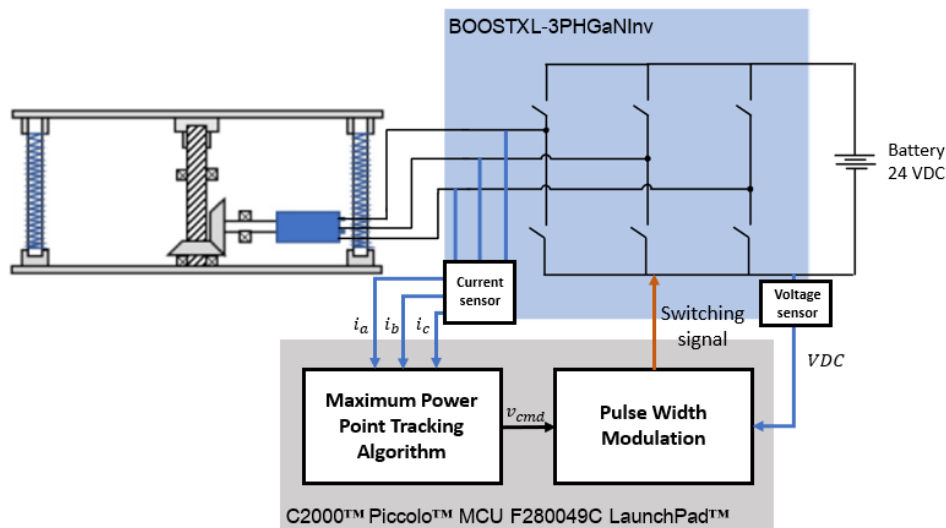 BOOSTXL-3PHGaNInv
Battery
24 VDC
Current
sensor
Voltage
sensor
Switching
signal
i_a i_b i_c
VDC
Maximum Power
Point Tracking
Algorithm
v_cmd
Pulse Width
Modulation
C2000™ Piccolo™ MCU F280049C LaunchPad™